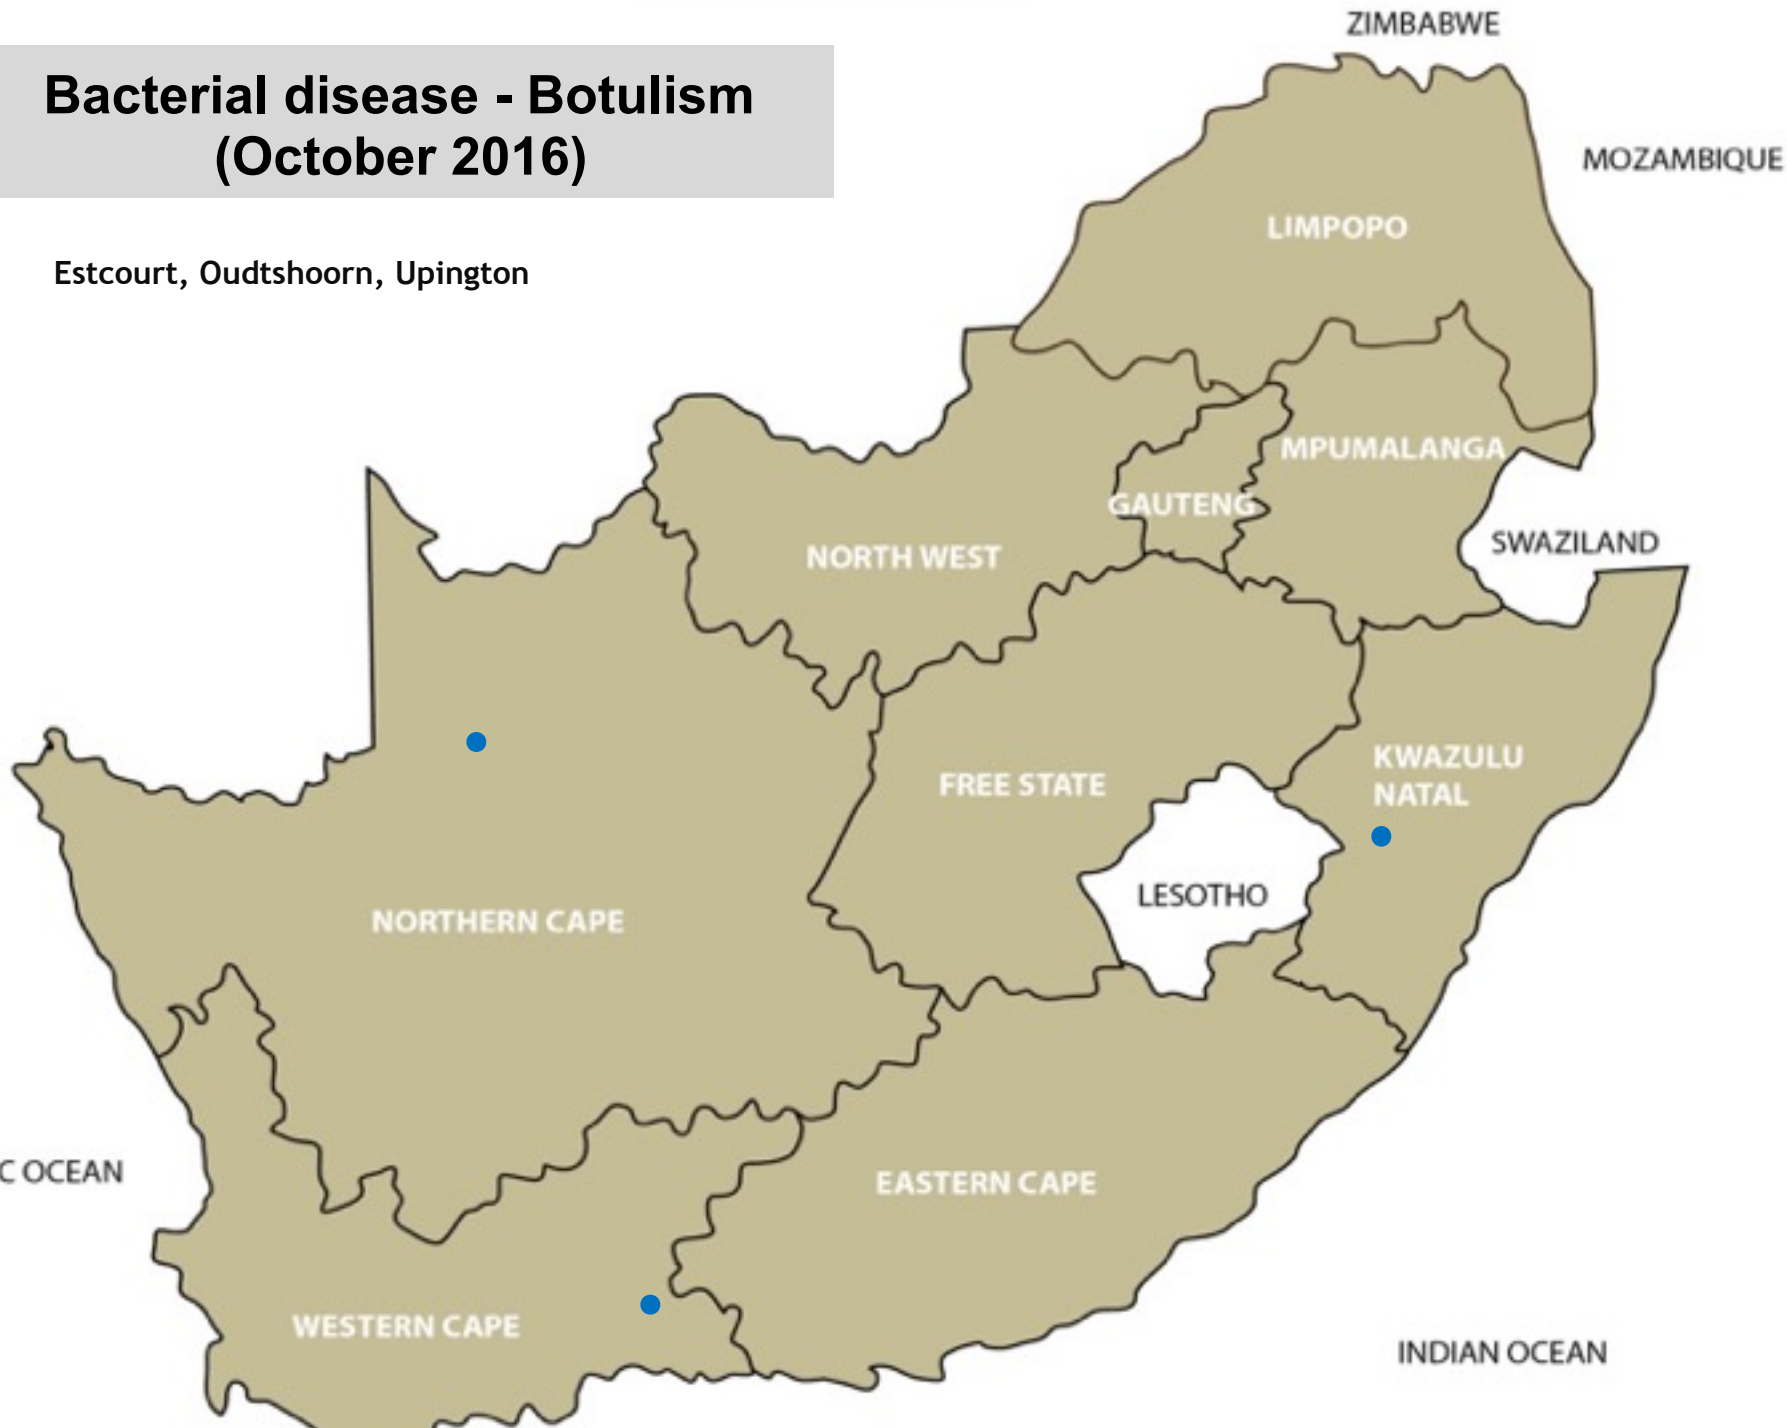 ZIMBABWE
Bacterial disease - Botulism
(October 2016)
MOZAMBIQUE
LIMPOPO
Estcourt, Oudtshoorn, Upington
MPUMALANGA
GAUTENG
SWAZILAND
NORTH WEST
KWAZULU
NATAL
FREE STATE
LESOTHO
NORTHERN CAPE
C OCEAN
EASTERN CAPE
WESTERN CAPE
INDIAN OCEAN